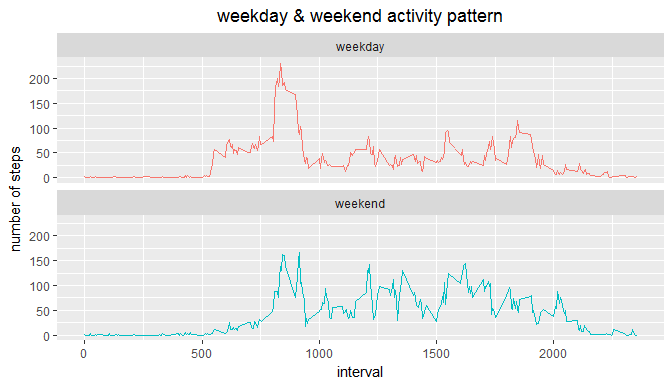 weekday & weekend activity pattern
weekday
200
150
100
50
0
weekend
200
150
100
50
0
number of steps
0 500 1000 1500 2000
interval